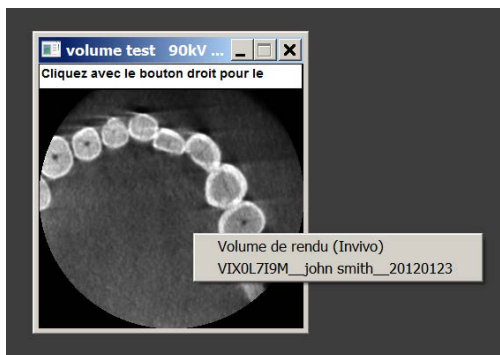 volume test 90kV ...
Cliquez avec le bouton droit pour le
Volume de rendu (Invivo)
VIX0L7I9M__john smith__20120123